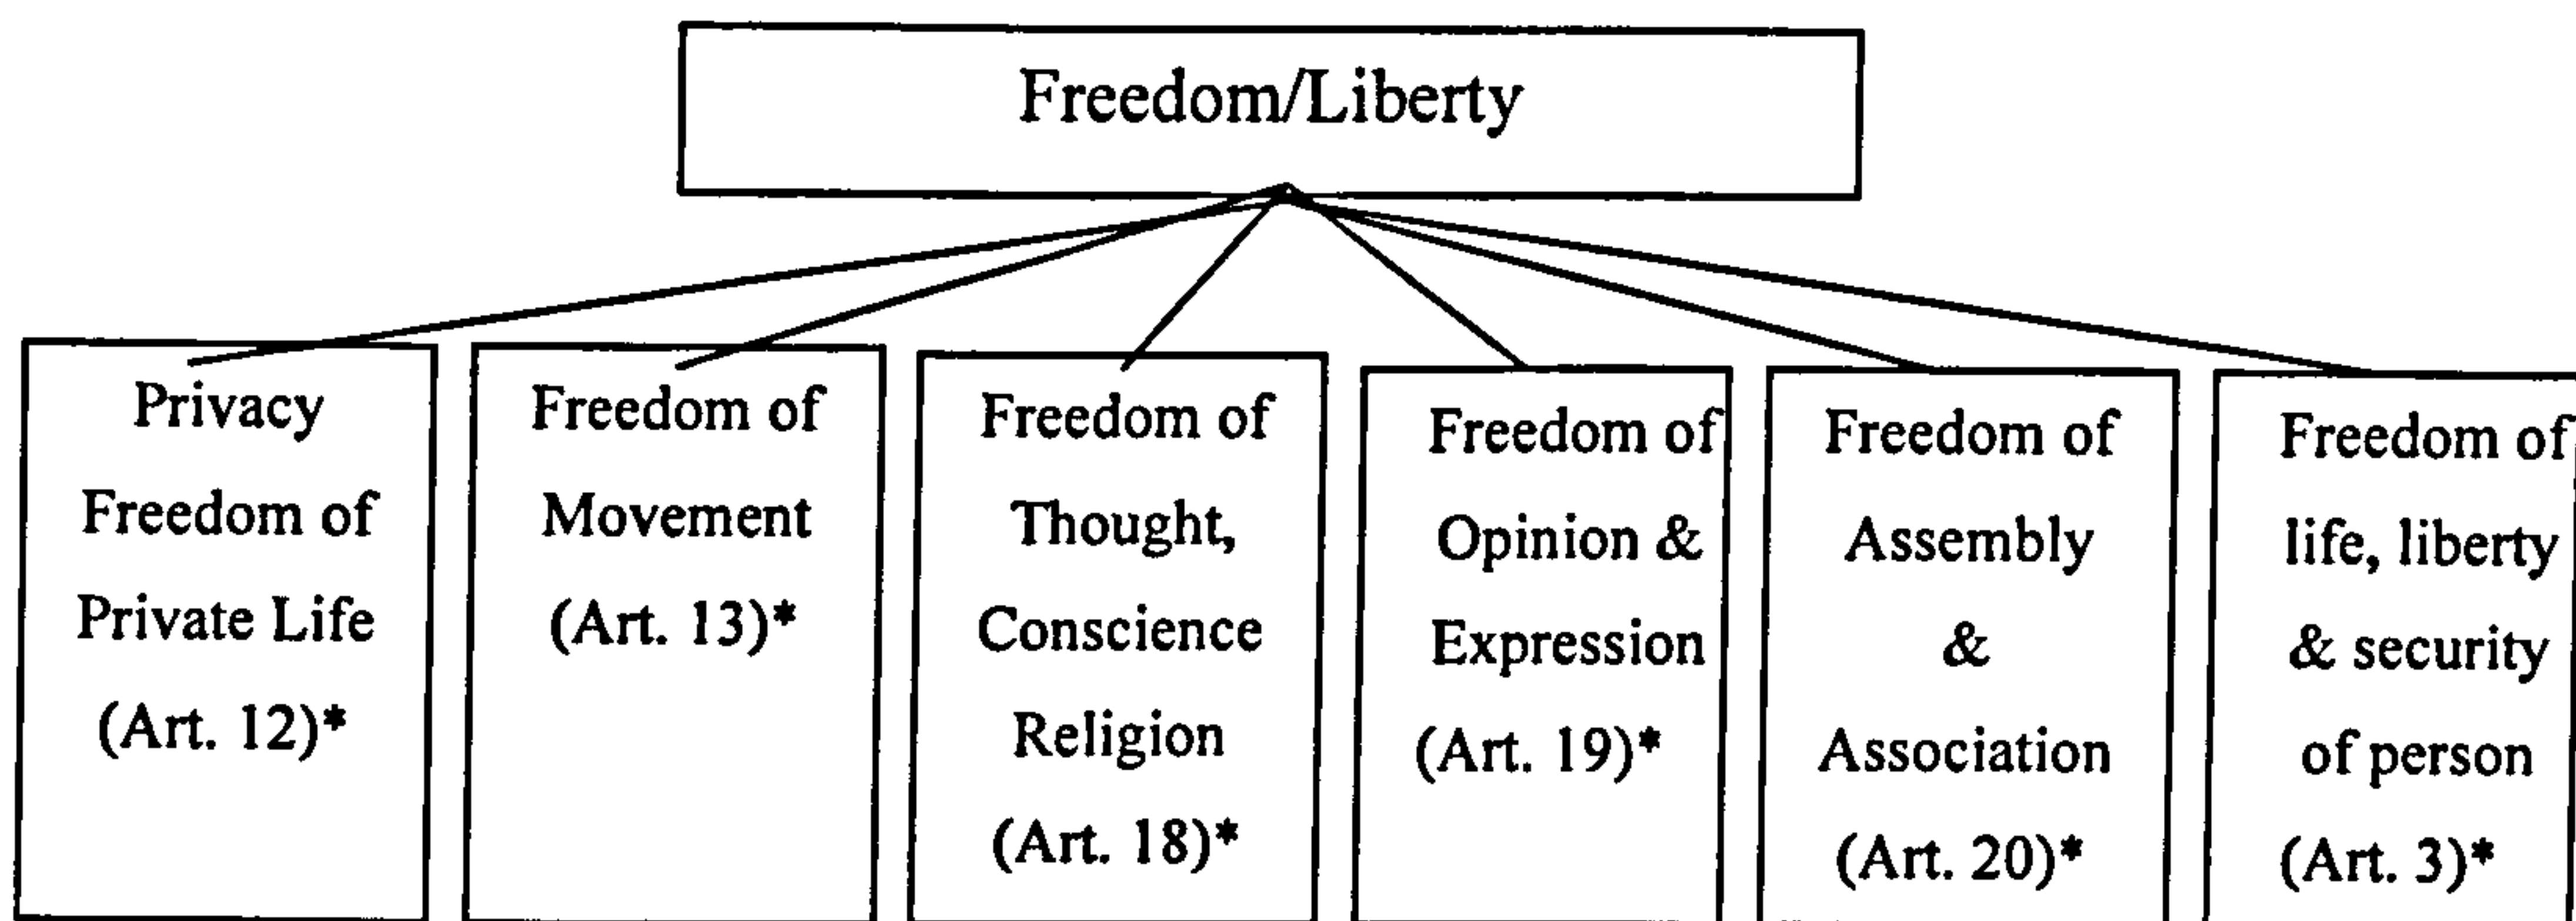 Freedom/Liberty
Privacy
Freedom of
Private Life
(Art. 12)*
Freedom of
Movement
(Art. 13)*
Freedom of
Thought,
Conscience
Religion
(Art. 18)*
Freedom of
Opinion &
Expression
(Art. 19)*
Freedom of
Assembly
&
Association
(Art. 20)*
Freedom of
life, liberty
& security
of person
(Art. 3)*